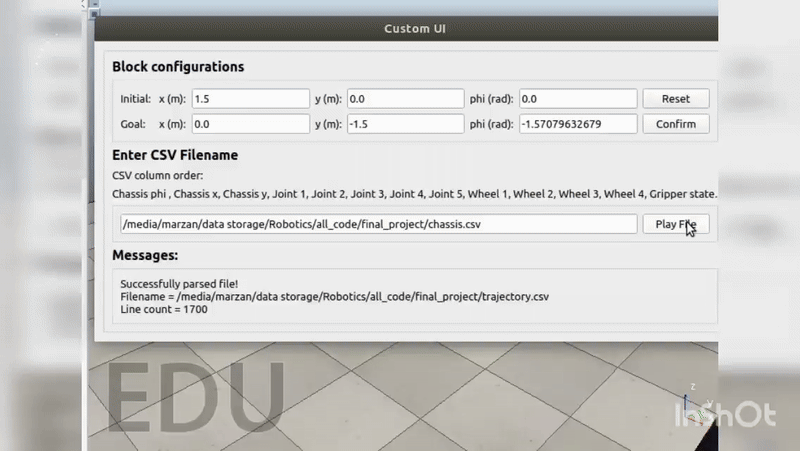 Custom UI
Block configurations
Initial: x (m): 1.5 y (m): 0.0 phi (rad): 0.0 Reset
Goal: x (m): 0.0 y (m): -1.5 phi (rad): -1.57079632679 Confirm
Enter CSV Filename
CSV column order:
Chassis phi , Chassis x, Chassis y, Joint 1, Joint 2, Joint 3, Joint 4, Joint 5, Wheel 1, Wheel 2, Wheel 3, Wheel 4, Gripper state.
/media/marzan/data storage/Robotics/all_code/final_project/chassis.csv Play File
Messages:
Successfully parsed file!
Filename = /media/marzan/data storage/Robotics/all_code/final_project/trajectory.csv
Line count = 1700
EDU
z
InShOt